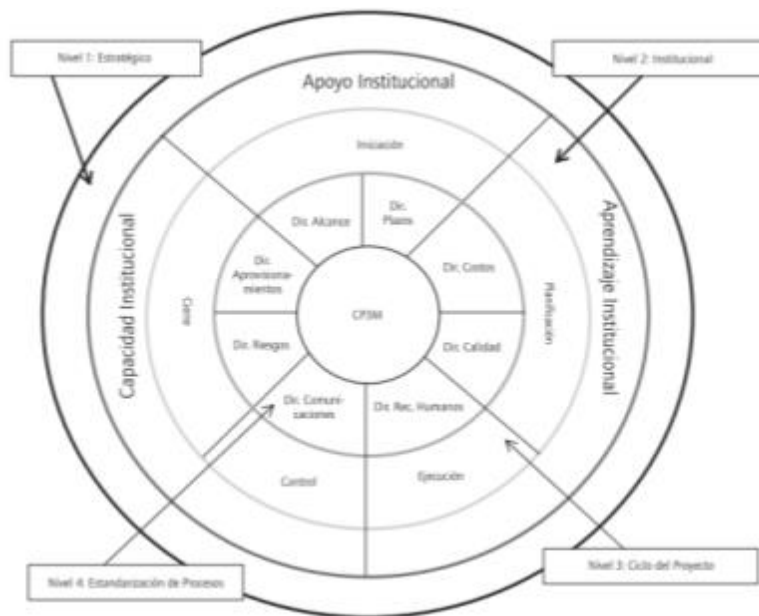 Nivel 1: Estratégico
Nivel 2: Institucional
Apoyo Institucional
Iniciación
Dir. Alcance
Dir.
Plazos
Dir.
Aprovisiona-
mientos
Dir. Costos
Capacidad Institucional
Cierre
CP3M
Planificación
Aprendizaje Institucional
Dir. Riesgos
Dir. Calidad
Dir. Comuni-
caciones
Dir. Rec. Humanos
Control
Ejecución
Nivel 4: Estandarización de Procesos
Nivel 3: Ciclo del Proyecto